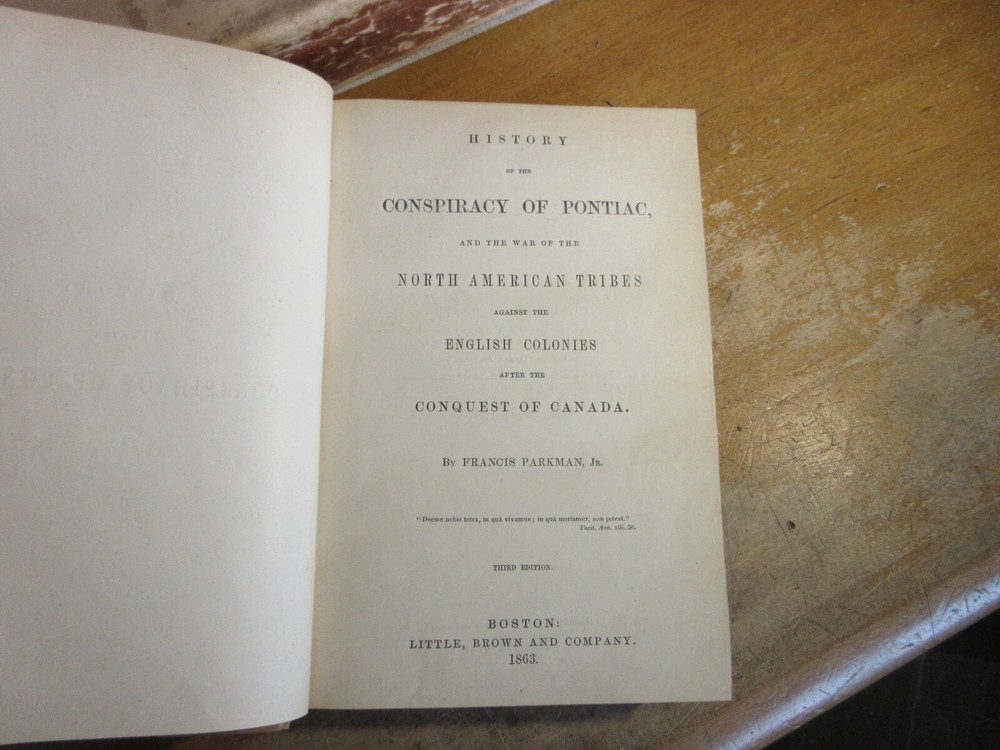 HISTORY
OF THE
CONSPIRACY OF PONTIAC,
AND THE WAR OF THE
NORTH AMERICAN TRIBES
AGAINST THE
ENGLISH COLONIES
AFTER THE
CONQUEST OF CANADA.
By FRANCIS PARKMAN, Jr.
"Deesse nobis terra, in quâ vivamus; in quâ moriamur, non potest."
Tacit. Ann. xiii. 56.
THIRD EDITION.
BOSTON:
LITTLE, BROWN AND COMPANY.
1863.